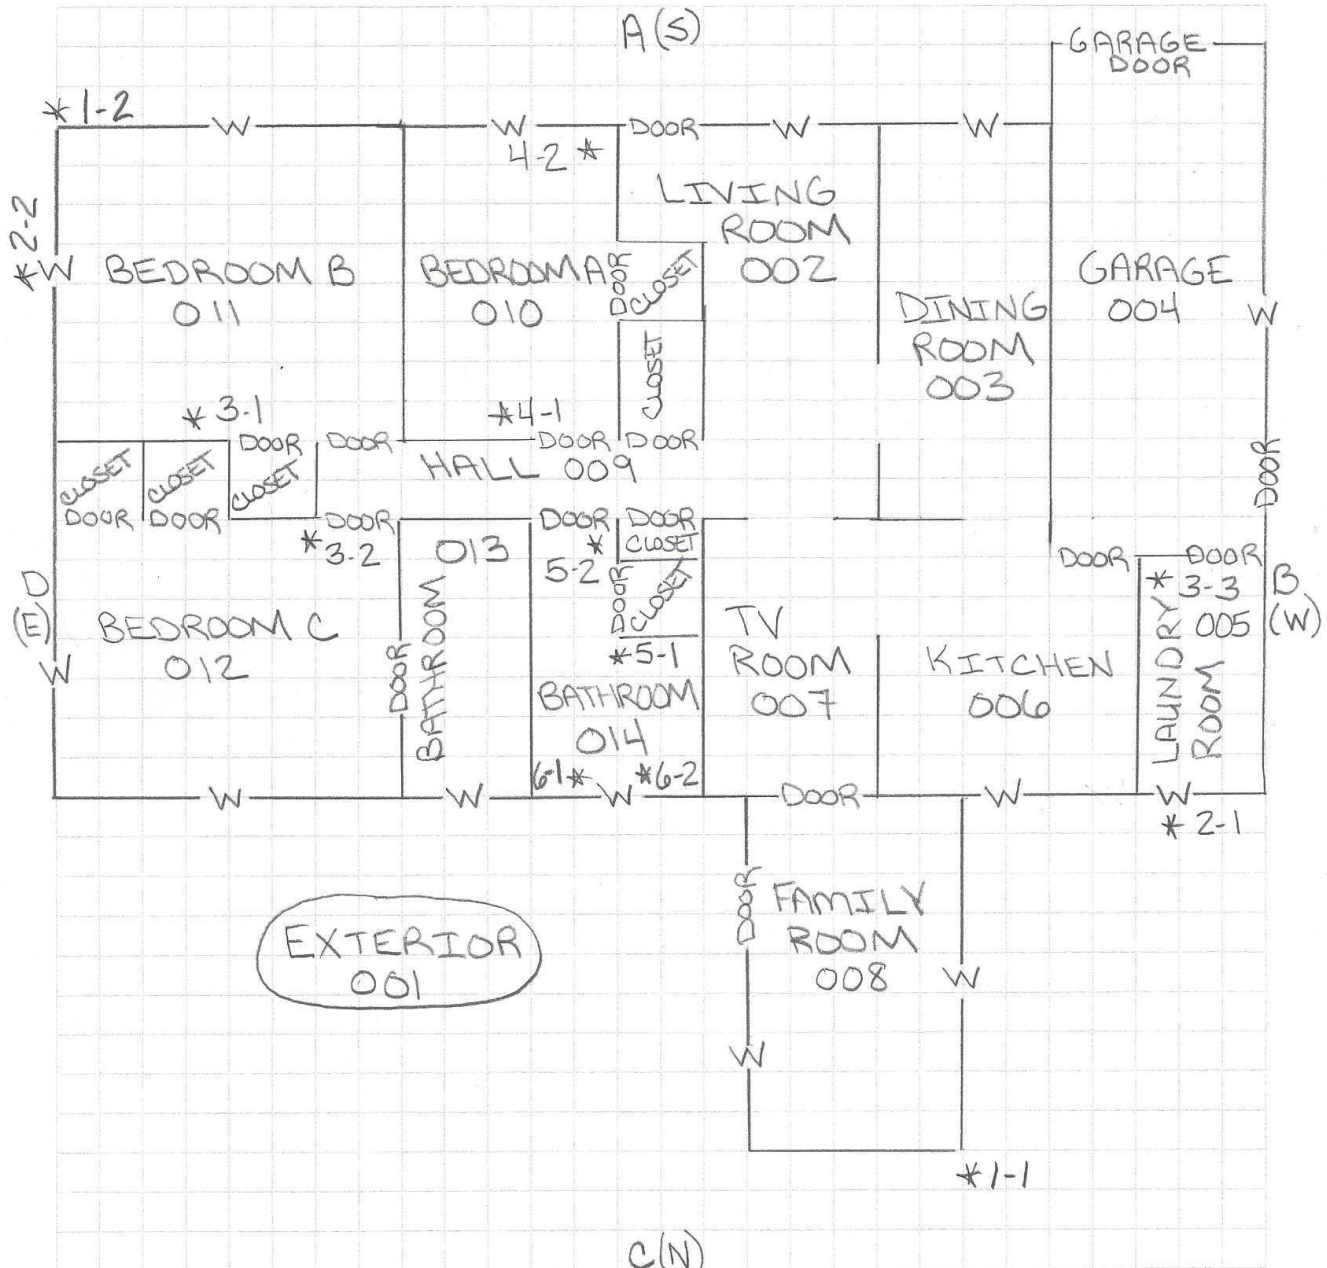 A (S)
GARAGE
DOOR
* 1-2
W
W
DOOR
W
W
4-2 *
*2-2
W
LIVING
ROOM
002
BEDROOM B
011
BEDROOM A
010
DOOR
CLOSET
GARAGE
004
W
DINING
ROOM
003
CLOSET
* 3-1
*4-1
DOOR
DOOR
DOOR
DOOR
HALL 009
DOOR
CLOSET
CLOSET
CLOSET
DOOR
DOOR
DOOR
DOOR
DOOR
* 3-2
013
BATHROOM
*
5-2
CLOSET
DOOR
CLOSET
DOOR
DOOR
* 3-3
005
LAUNDRY
ROOM
B
(W)
D
(E)
W
BEDROOM C
012
DOOR
*5-1
BATHROOM
014
TV
ROOM
007
KITCHEN
006
6-1*
*6-2
W
W
W
DOOR
W
W
* 2-1
EXTERIOR
001
DOOR
FAMILY
ROOM
008
W
W
*1-1
C (N)